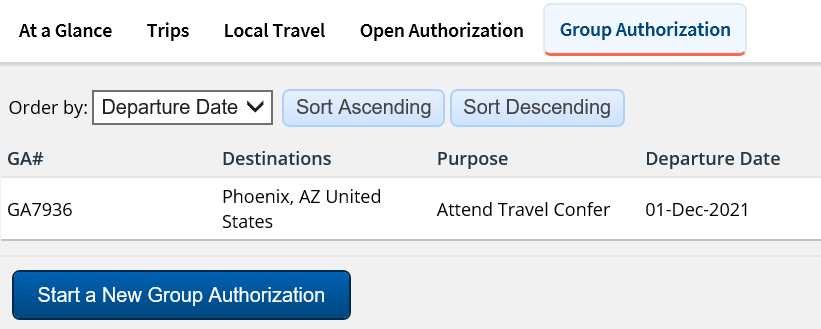 At a Glance Trips Local Travel Open Authorization Group Authorization
Order by: Departure Date Sort Ascending Sort Descending
GA# Destinations Purpose Departure Date
GA7936 Phoenix, AZ United States Attend Travel Confer 01-Dec-2021
Start a New Group Authorization